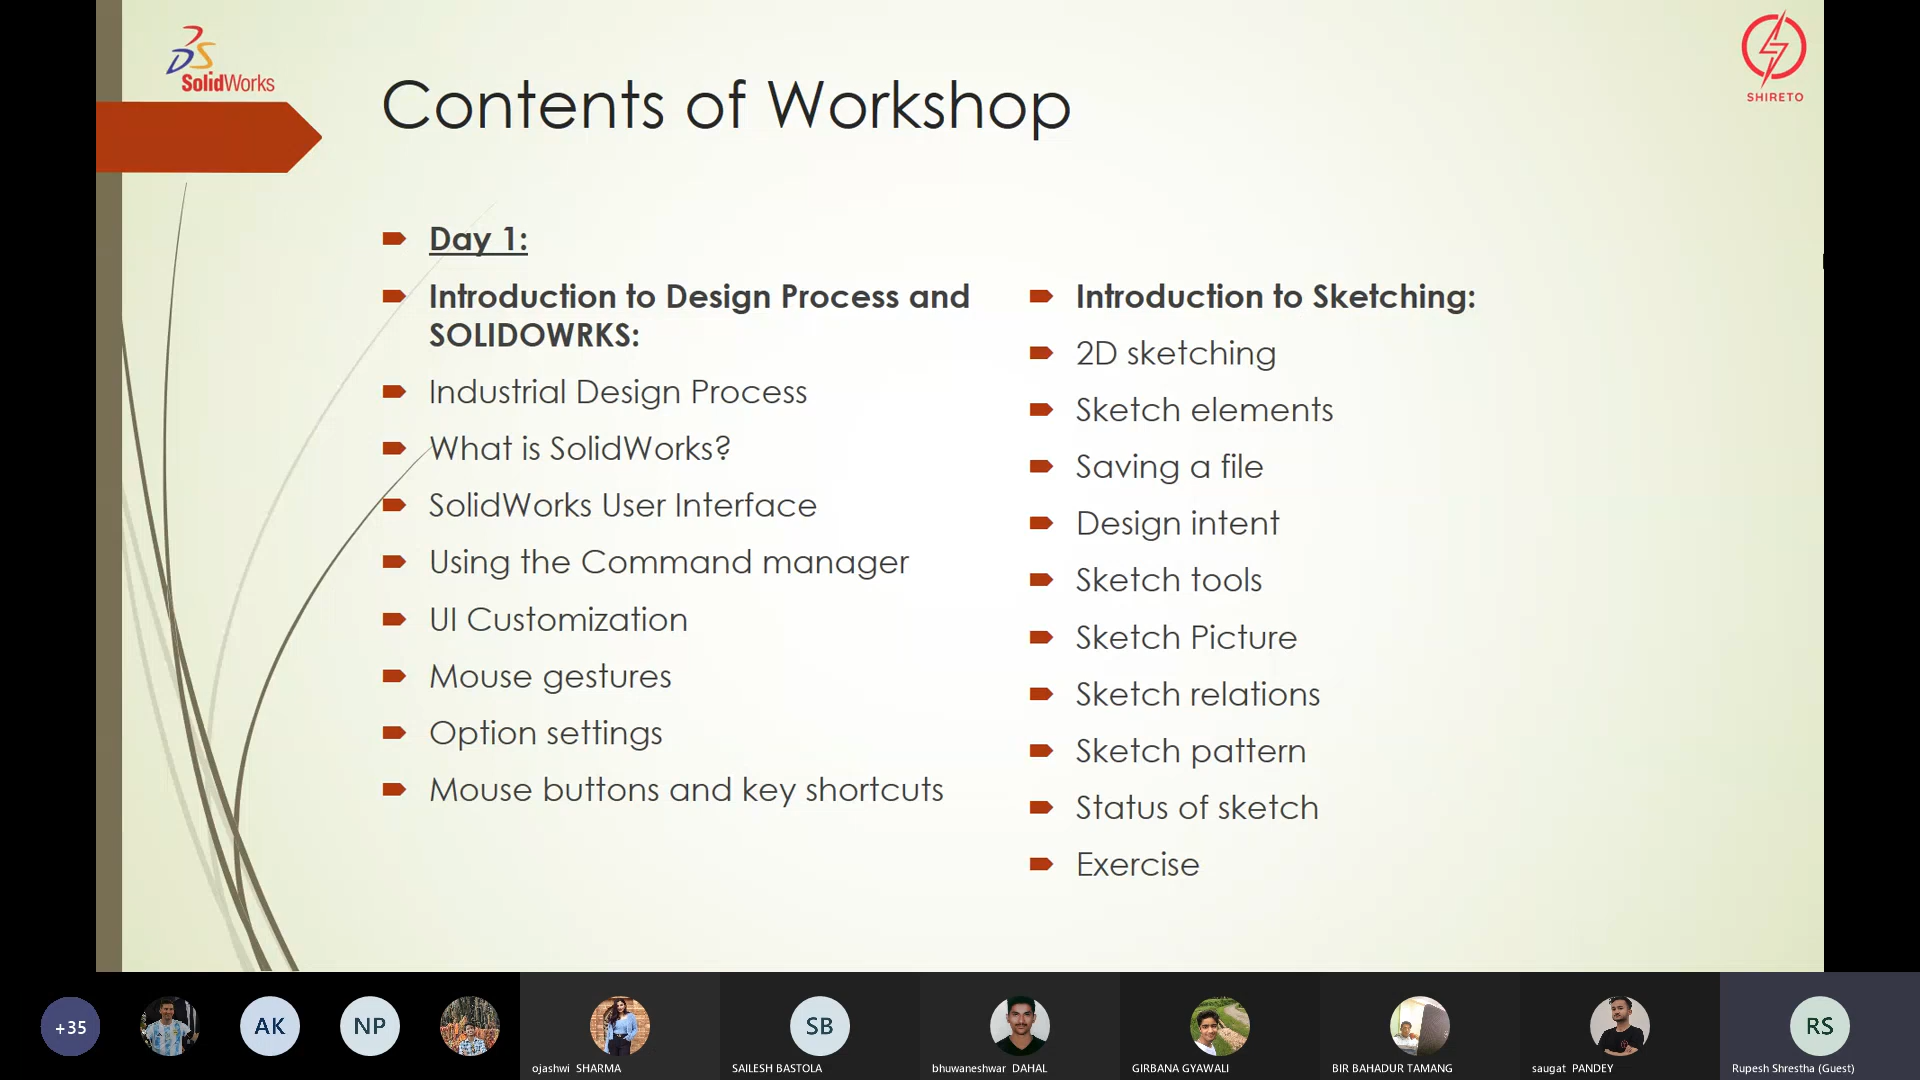 SolidWorks
SHIRETO
Contents of Workshop
Day 1:
Introduction to Design Process and
SOLIDOWRKS:
Industrial Design Process
What is SolidWorks?
SolidWorks User Interface
Using the Command manager
UI Customization
Mouse gestures
Option settings
Mouse buttons and key shortcuts
Introduction to Sketching:
2D sketching
Sketch elements
Saving a file
Design intent
Sketch tools
Sketch Picture
Sketch relations
Sketch pattern
Status of sketch
Exercise
+35
AK
NP
ojashwi SHARMA
SB
SAILESH BASTOLA
bhuwaneshwar DAHAL
GIRBANA GYAWALI
BIR BAHADUR TAMANG
saugat PANDEY
RS
Rupesh Shrestha (Guest)